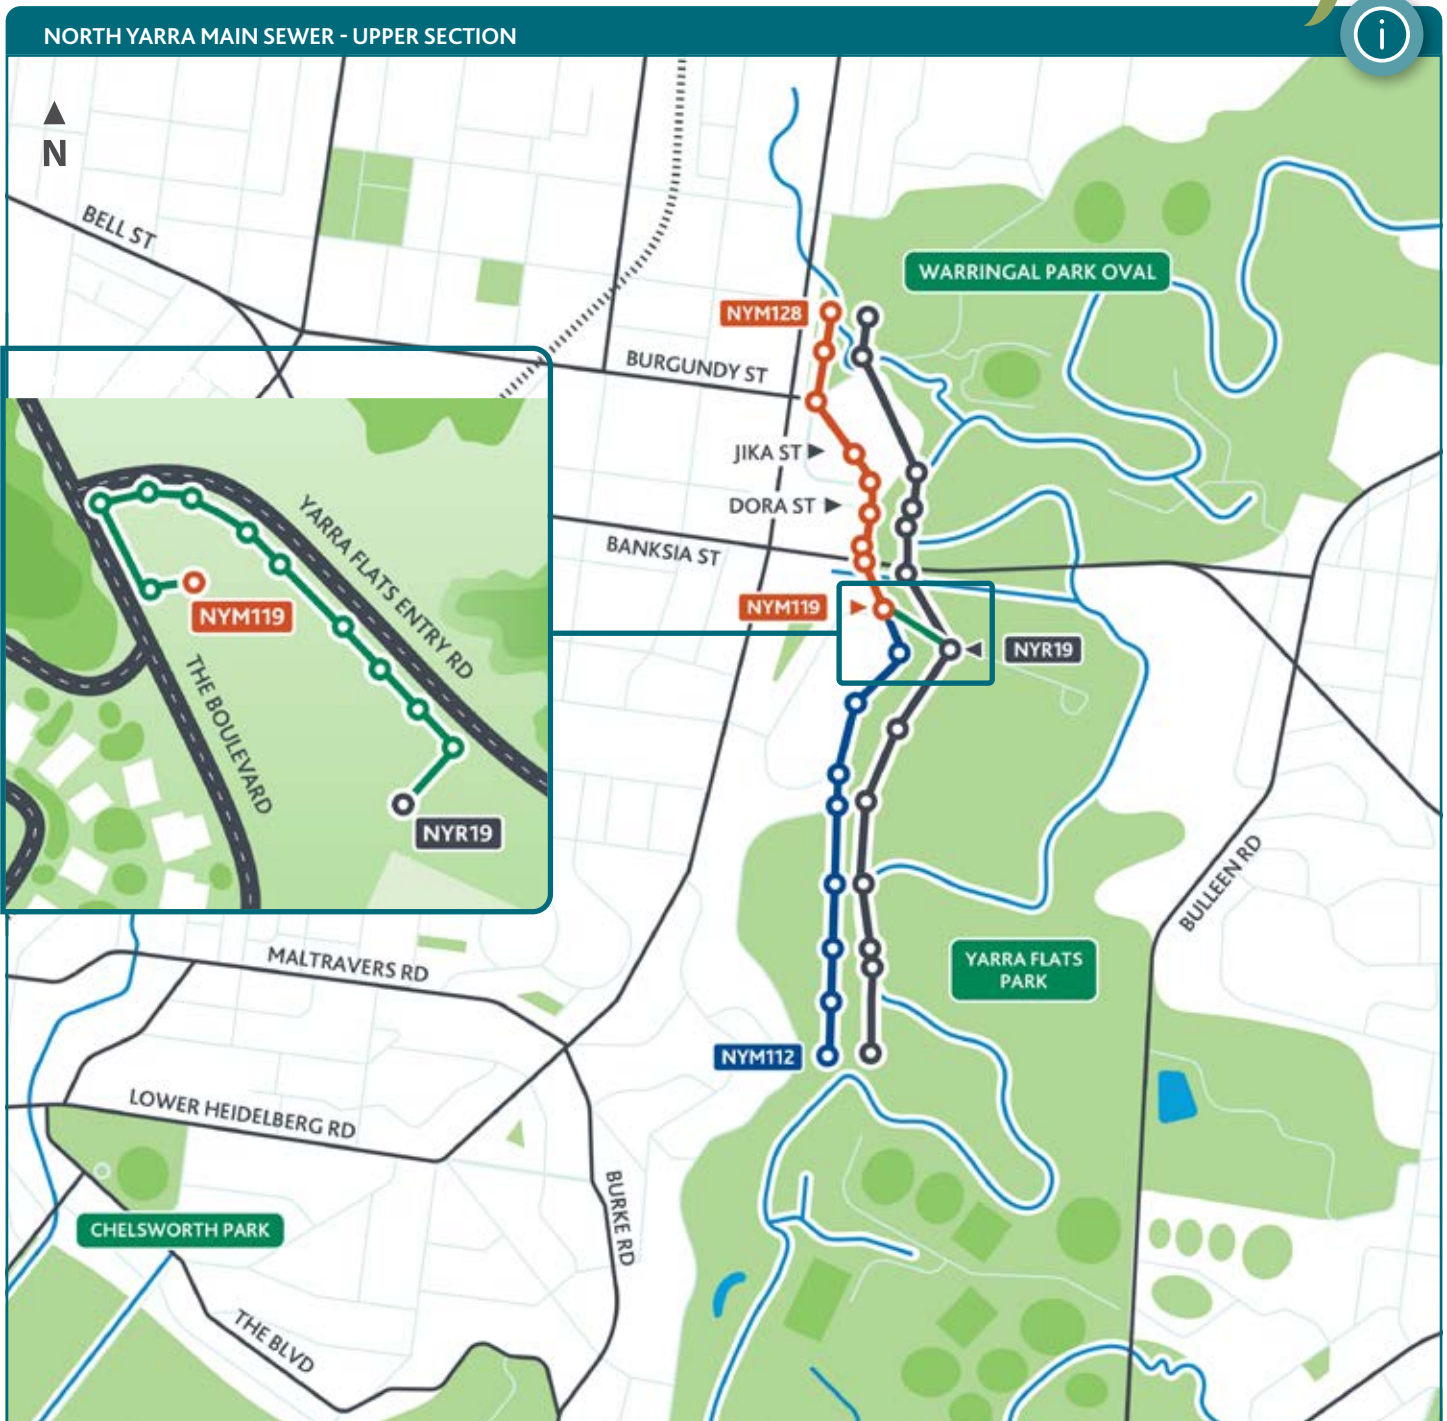 NORTH YARRA MAIN SEWER - UPPER SECTION
i
N
BELL ST
WARRINGAL PARK OVAL
NYM128
BURGUNDY ST
JIKA ST
DORA ST
BANKSIA ST
NYM119
NYR19
YARRA FLATS ENTRY RD
NYM119
THE BOULEVARD
NYR19
BULLEEN RD
MALTRAVERS RD
YARRA FLATS
PARK
NYM112
LOWER HEIDELBERG RD
BURKE RD
CHELSWORTH PARK
THE BLVD